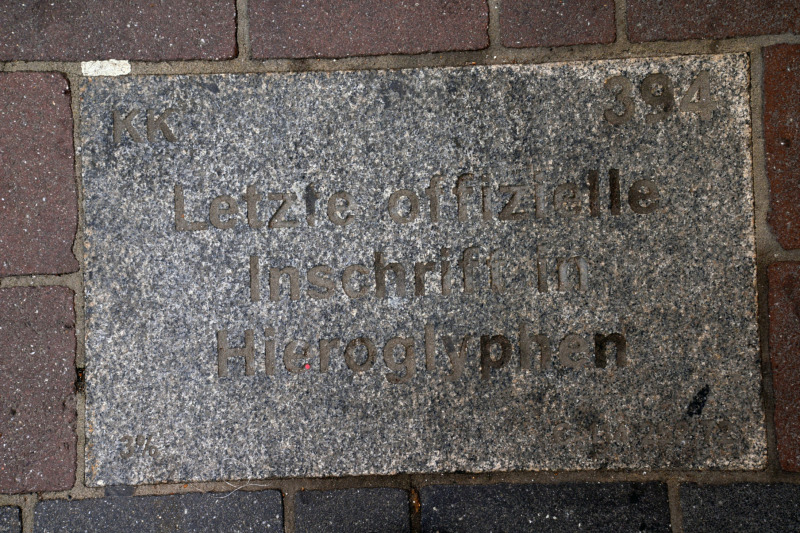 KK 394
Letzte offizielle
Inschrift in
Hieroglyphen